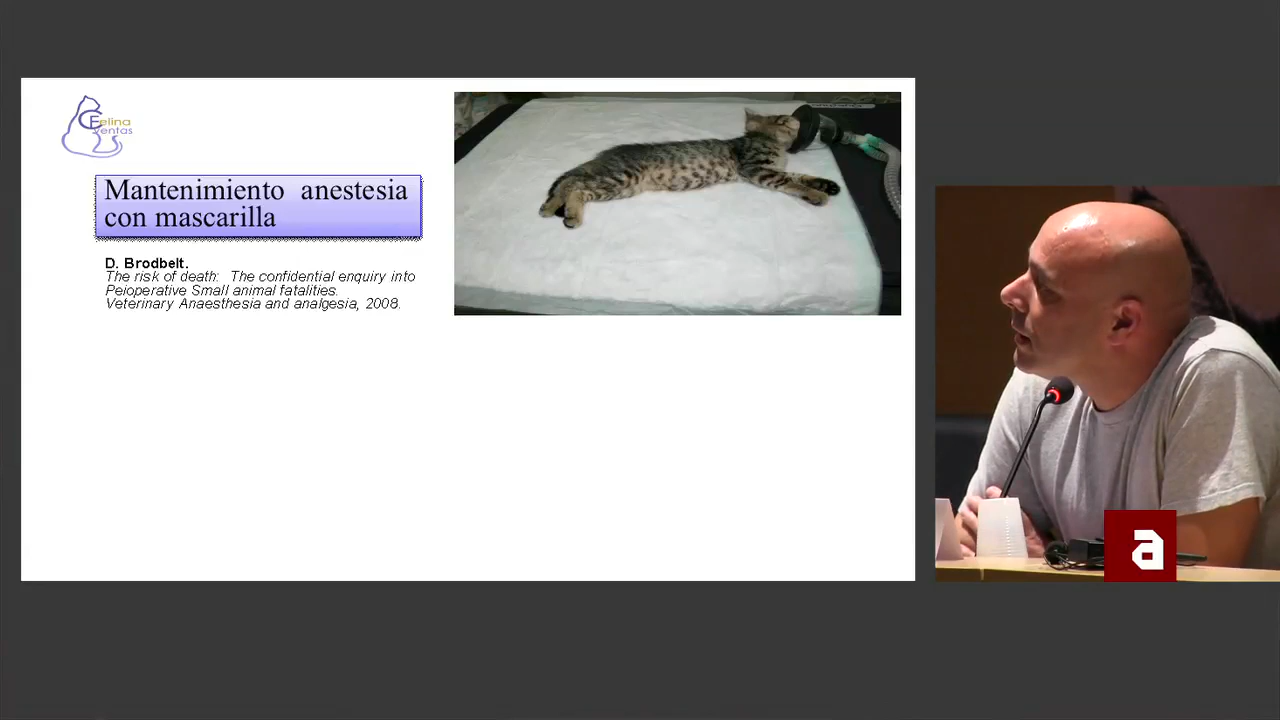 CFelina
Ventas
Mantenimiento anestesia
con mascarilla
D. Brodbelt.
The risk of death: The confidential enquiry into
Peioperative Small animal fatalities.
Veterinary Anaesthesia and analgesia, 2008.
a